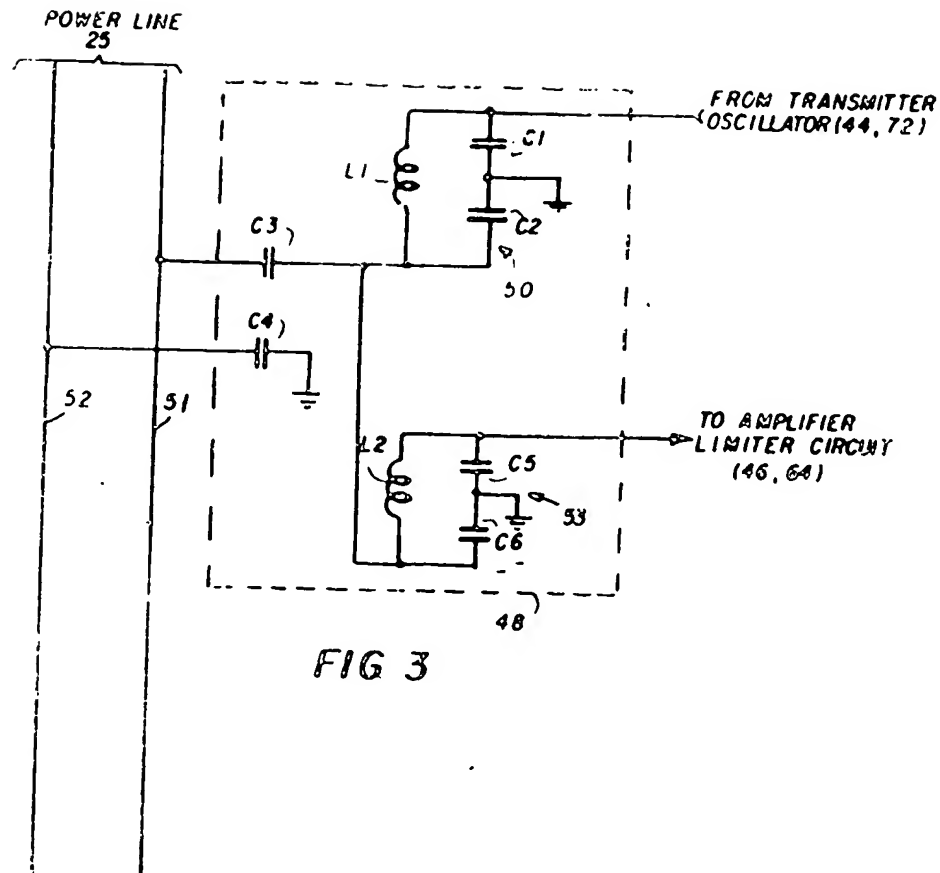 POWER LINE
25
FROM TRANSMITTER
OSCILLATOR (44, 72)
C1
L1
C2
C3
50
C4
52
51
TO AMPLIFIER
LIMITER CIRCUIT
(46, 64)
L2
C5
53
C6
48
FIG 3